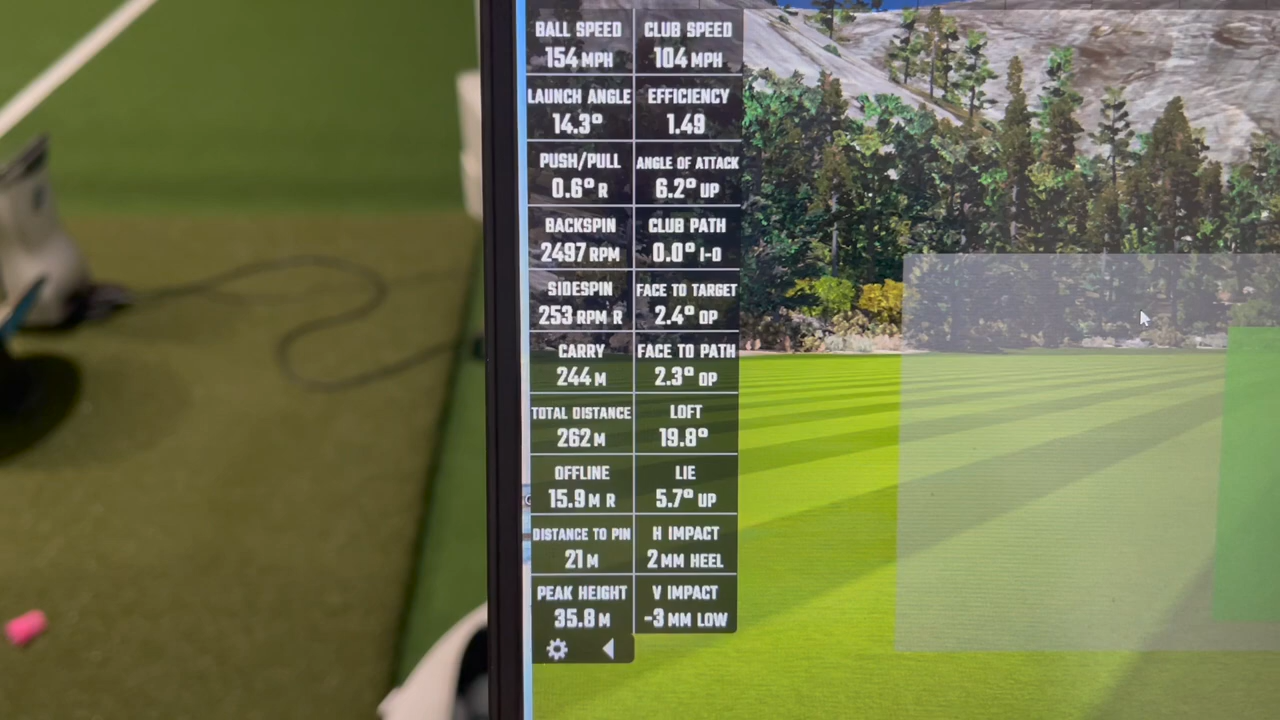 BALL SPEED CLUB SPEED
154 MPH 104 MPH
LAUNCH ANGLE EFFICIENCY
14.3° 1.49
PUSH/PULL ANGLE OF ATTACK
0.6° R 6.2° UP
BACKSPIN CLUB PATH
2497 RPM 0.0° I-O
SIDESPIN FACE TO TARGET
253 RPM R 2.4° OP
CARRY FACE TO PATH
244 M 2.3° OP
TOTAL DISTANCE LOFT
262 M 19.8°
OFFLINE LIE
15.9 M R 5.7° UP
DISTANCE TO PIN H IMPACT
21 M 2 MM HEEL
PEAK HEIGHT V IMPACT
35.8 M -3 MM LOW